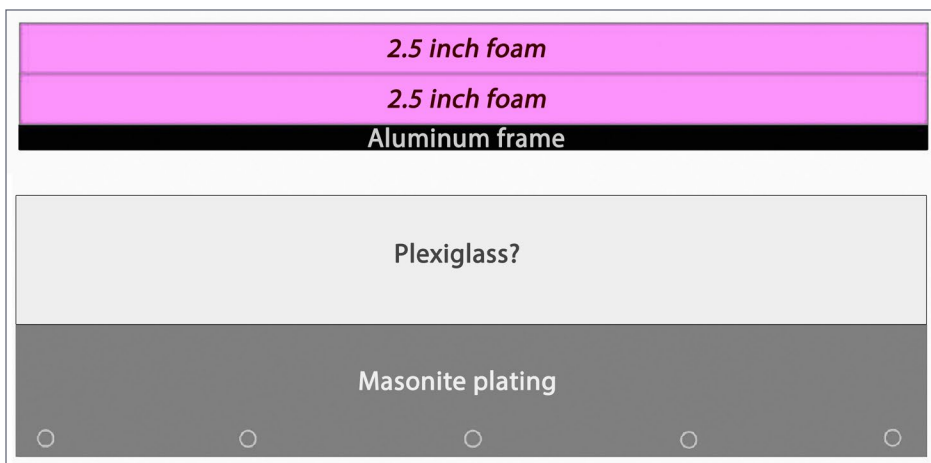 2.5 inch foam
2.5 inch foam
Aluminum frame
Plexiglass?
Masonite plating